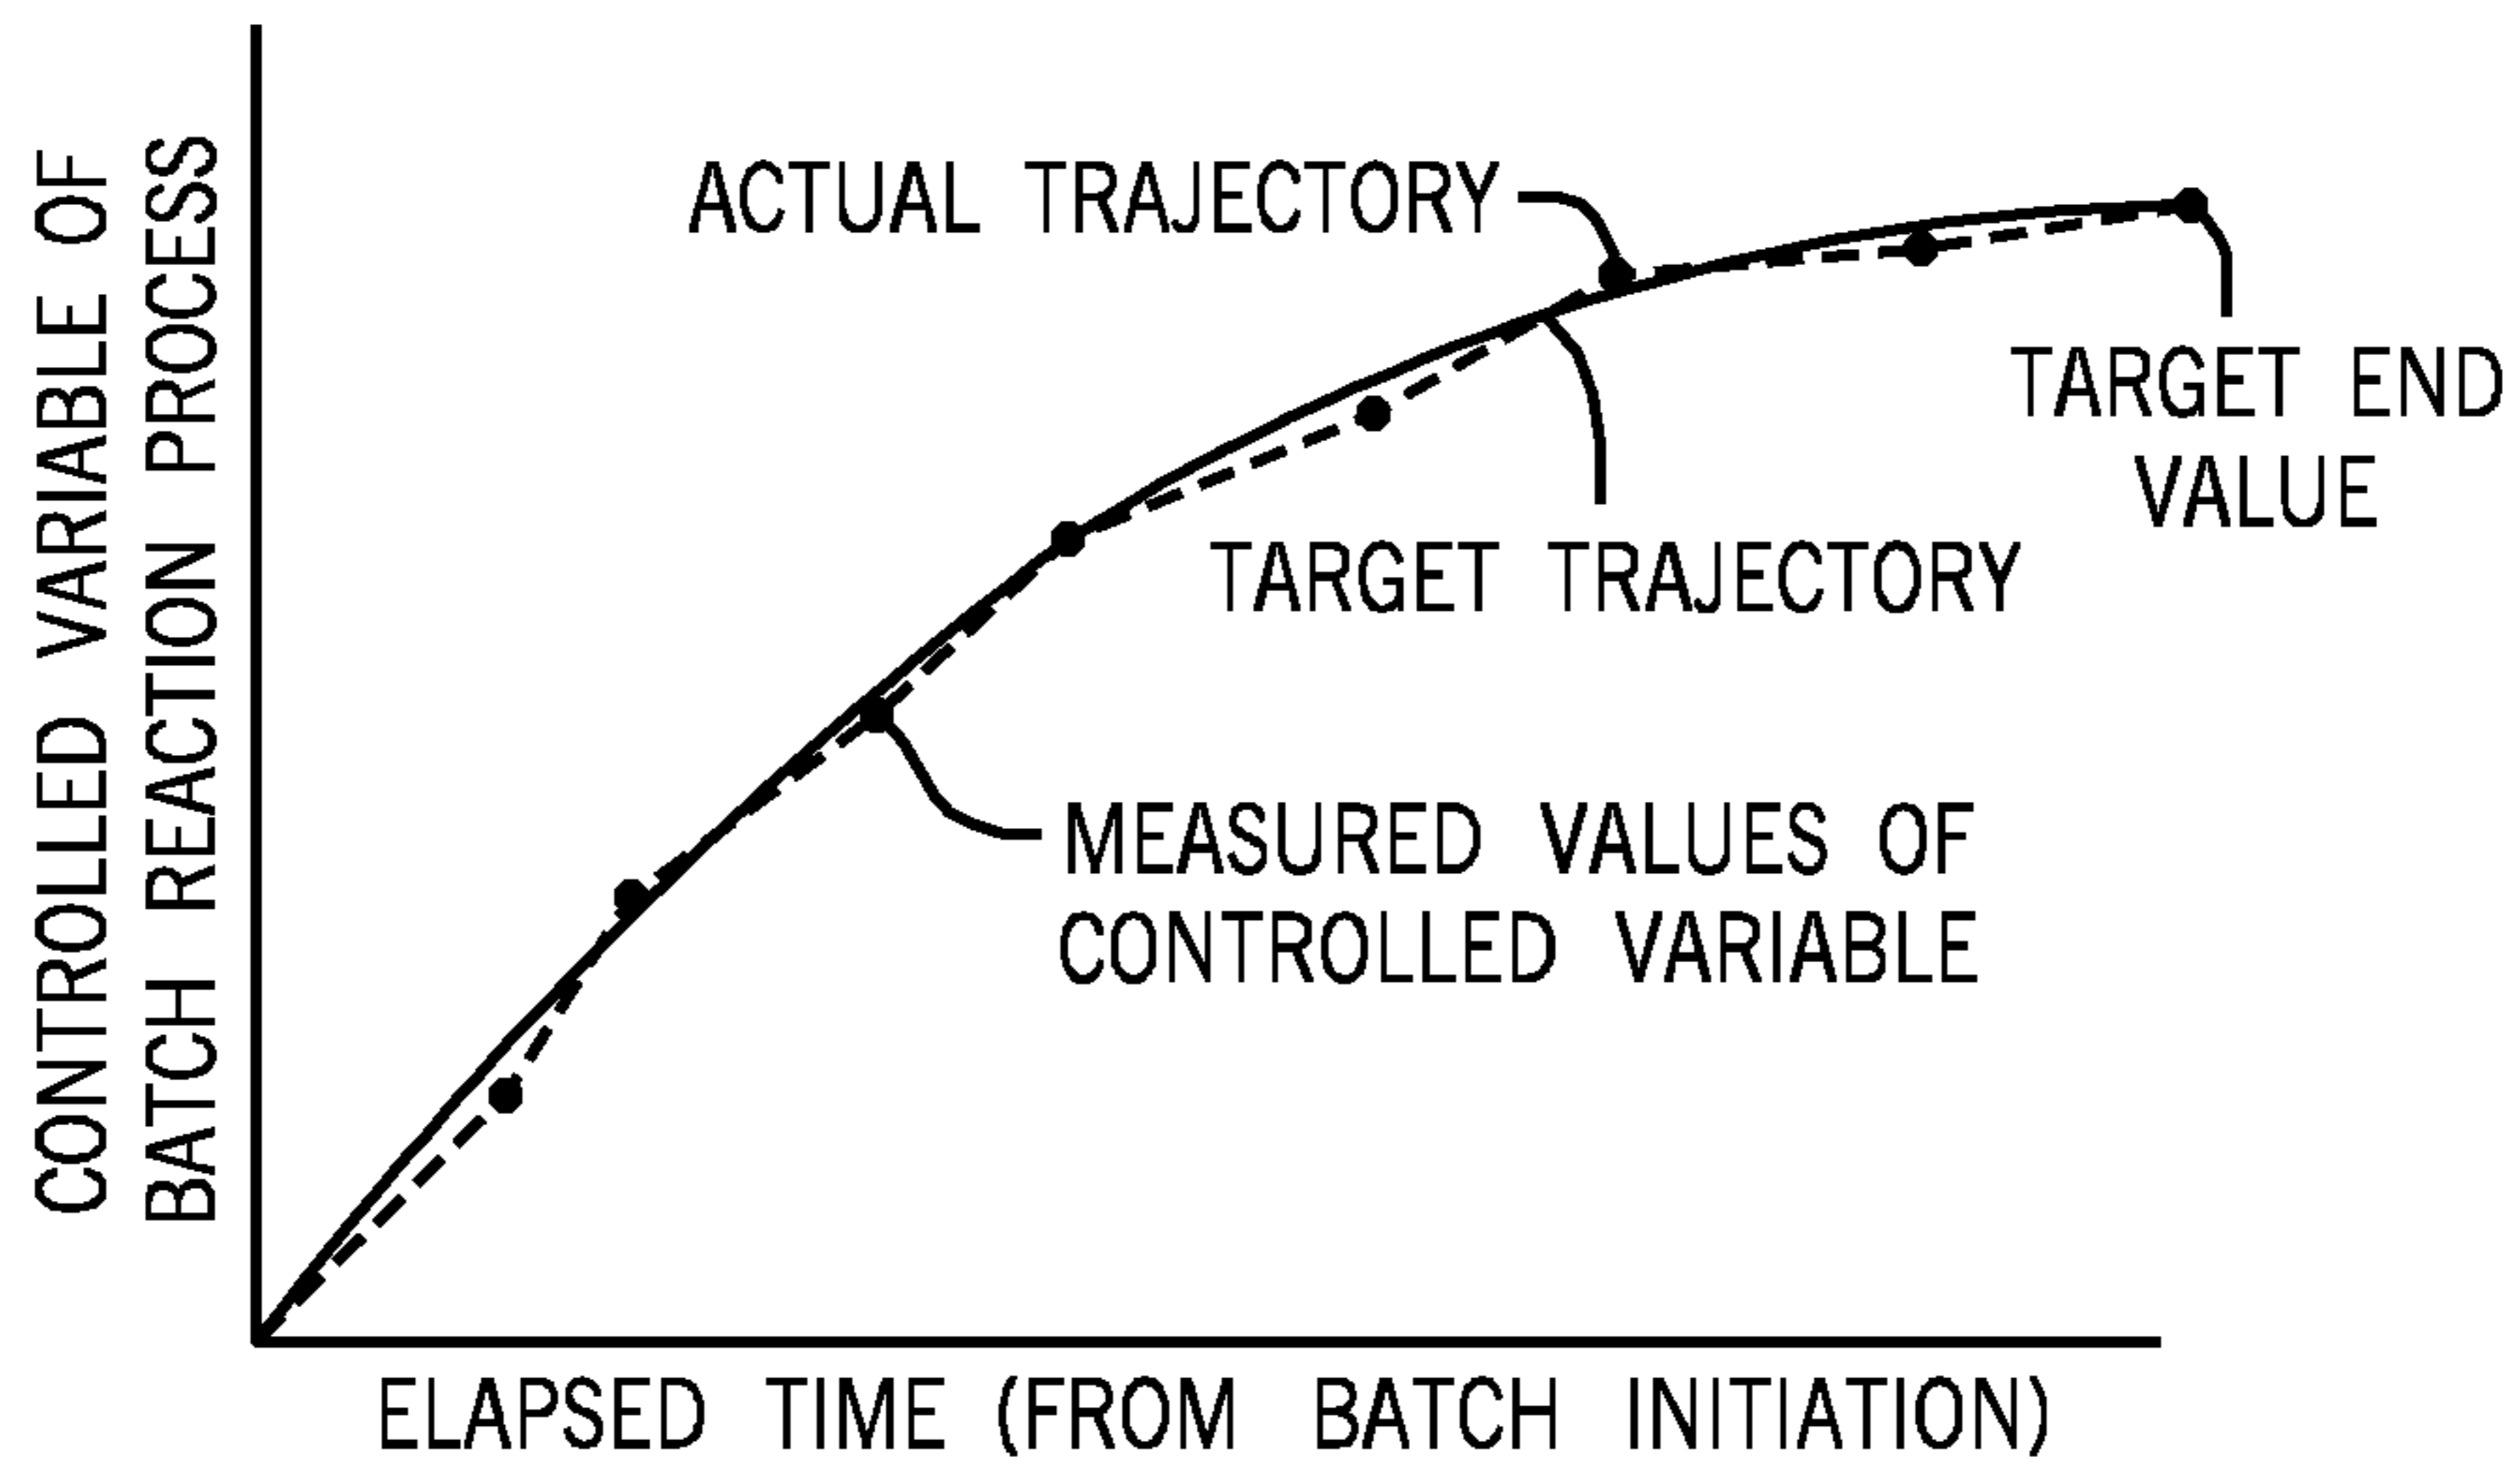 CONTROLLED VARIABLE OF
BATCH REACTION PROCESS
ACTUAL TRAJECTORY
TARGET END
VALUE
TARGET TRAJECTORY
MEASURED VALUES OF
CONTROLLED VARIABLE
ELAPSED TIME (FROM BATCH INITIATION)